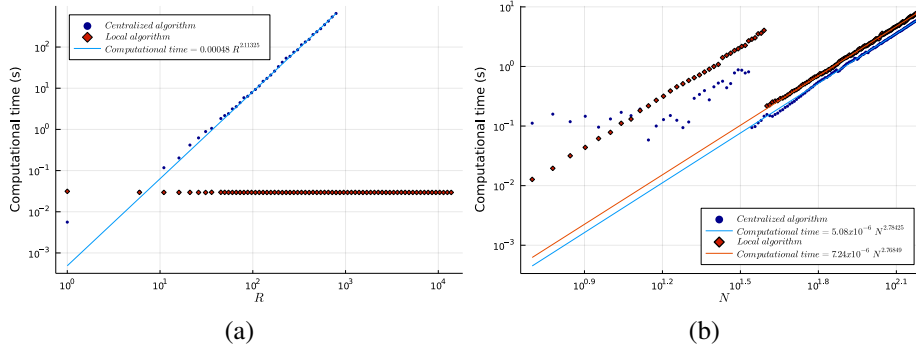 Centralized algorithm
Local algorithm
Computational time = 0.00048 R^2.11325
Computational time (s)
10^2
10^1
10^0
10^-1
10^-2
10^-3
10^0 10^1 10^2 10^3 10^4
R
(a)
Computational time (s)
10^1
10^0
10^-1
10^-2
10^-3
Centralized algorithm
Computational time = 5.08x10^-6 N^2.78425
Local algorithm
Computational time = 7.24x10^-6 N^2.76849
10^0.9 10^1.2 10^1.5 10^1.8 10^2.1
N
(b)